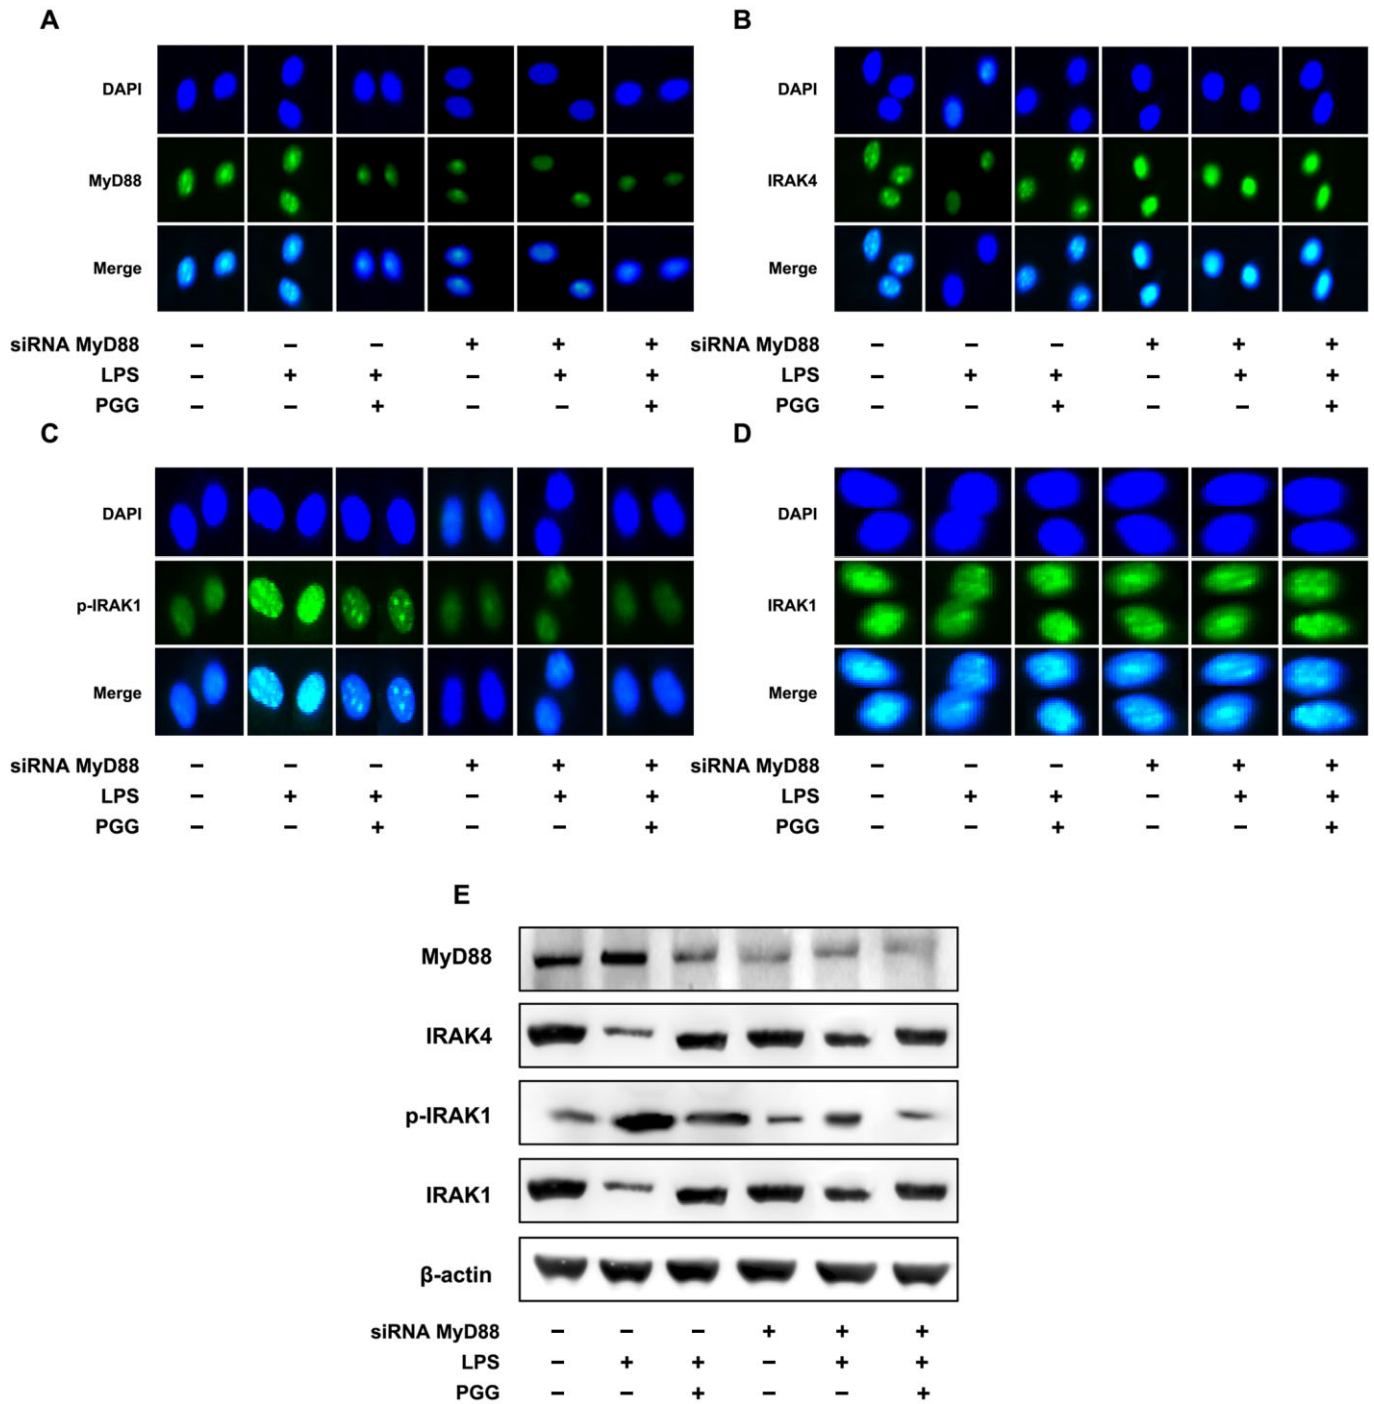 A
B
DAPI
MyD88
Merge
DAPI
IRAK4
Merge
siRNA MyD88 – – – + + +
LPS – + + – + +
PGG – – + – – +
siRNA MyD88 – – – + + +
LPS – + + – + +
PGG – – + – – +
C
D
DAPI
p-IRAK1
Merge
DAPI
IRAK1
Merge
siRNA MyD88 – – – + + +
LPS – + + – + +
PGG – – + – – +
siRNA MyD88 – – – + + +
LPS – + + – + +
PGG – – + – – +
E
MyD88
IRAK4
p-IRAK1
IRAK1
β-actin
siRNA MyD88 – – – + + +
LPS – + + – + +
PGG – – + – – +